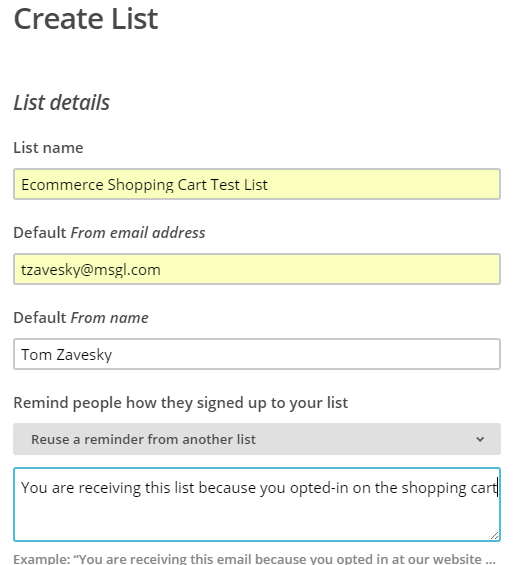 Create List
List details
List name
Ecommerce Shopping Cart Test List
Default From email address
tzavesky@msgl.com
Default From name
Tom Zavesky
Remind people how they signed up to your list
Reuse a reminder from another list
You are receiving this list because you opted-in on the shopping cart
Example: “You are receiving this email because you opted in at our website ...